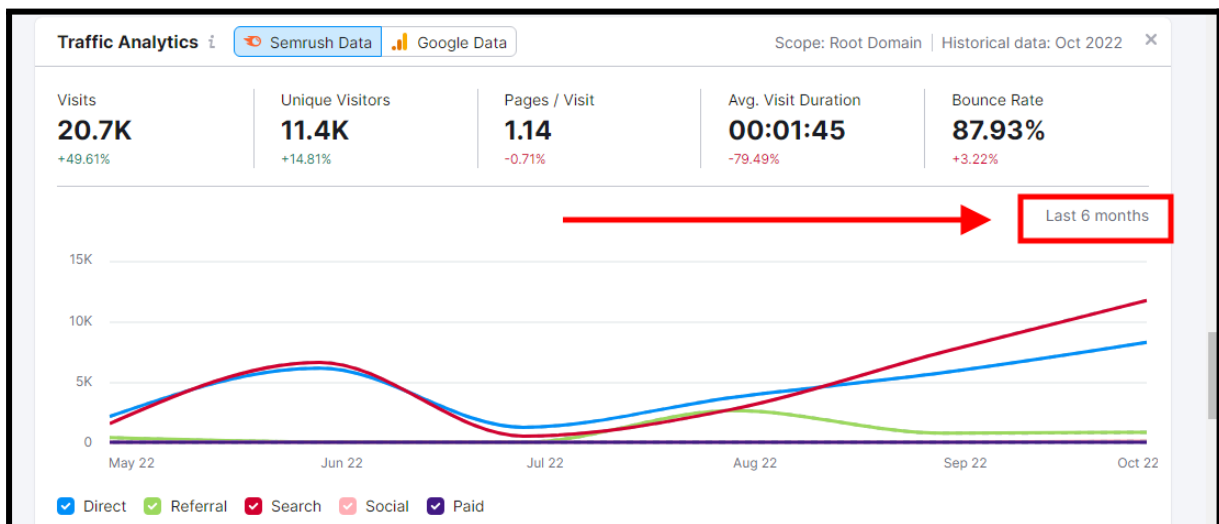 Traffic Analytics i Semrush Data Google Data Scope: Root Domain | Historical data: Oct 2022 ×
Visits Unique Visitors Pages / Visit Avg. Visit Duration Bounce Rate
20.7K 11.4K 1.14 00:01:45 87.93%
+49.61% +14.81% -0.71% -79.49% +3.22%
Last 6 months
15K
10K
5K
0
May 22 Jun 22 Jul 22 Aug 22 Sep 22 Oct 22
Direct Referral Search Social Paid